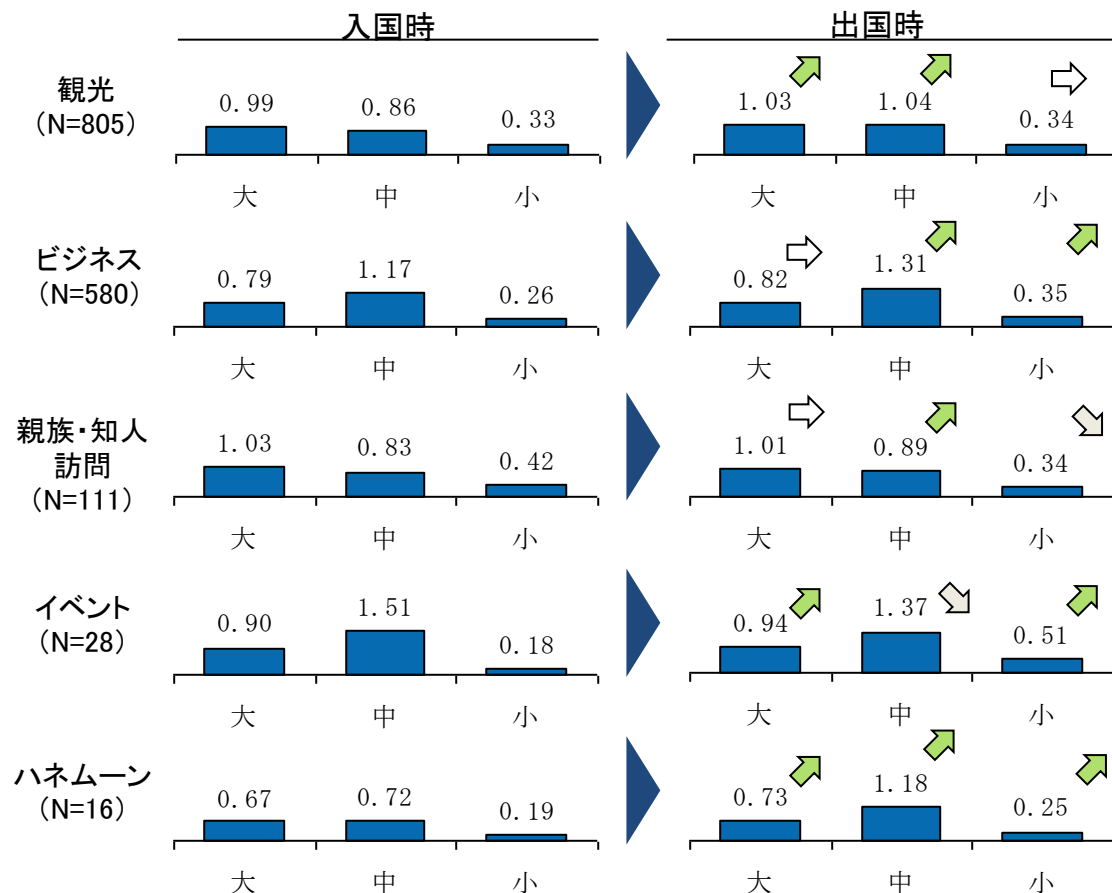 入国時
出国時
観光
(N=805)
0.99 0.86 0.33
1.03 1.04 0.34
大 中 小
大 中 小
ビジネス
(N=580)
0.79 1.17 0.26
0.82 1.31 0.35
大 中 小
大 中 小
親族・知人
訪問
(N=111)
1.03 0.83 0.42
1.01 0.89 0.34
大 中 小
大 中 小
イベント
(N=28)
0.90 1.51 0.18
0.94 1.37 0.51
大 中 小
大 中 小
ハネムーン
(N=16)
0.67 0.72 0.19
0.73 1.18 0.25
大 中 小
大 中 小